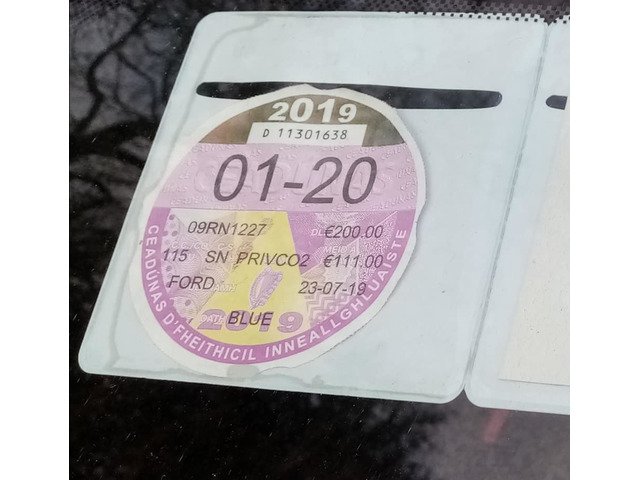 2019
D 11301638
CEADÚNAS
01-20
09RN1227 €200.00
115 SN PRIVCO2 €111.00
FORD 23-07-19
BLUE
2019
CEADÚNAS D'FHEITHICIL INNEALLGHLUAISTE